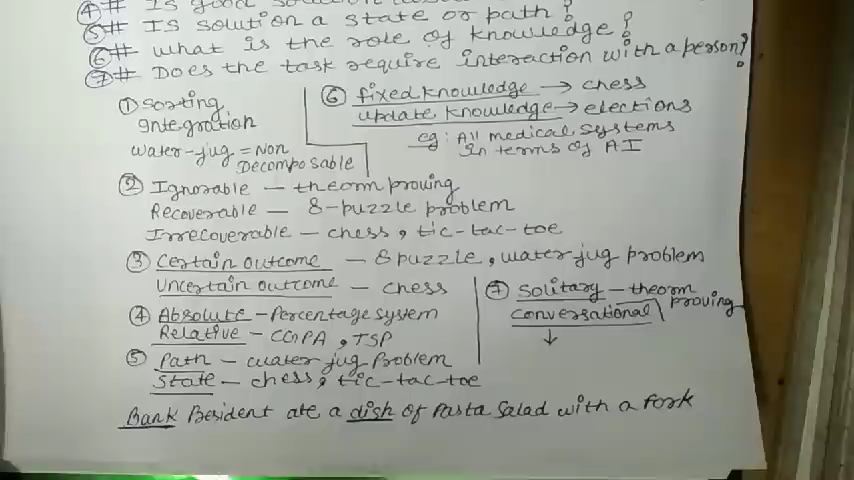 ④# Is good solution
⑤# Is solution a state or path?
⑥# what is the role of knowledge?
⑦# Does the task require interaction with a person?
① sorting
Integration
water-jug = Non
Decomposable
⑥ fixed knowledge → chess
update knowledge → elections
eg: All medical systems
In terms of AI
② Ignorable – theorm proving
Recoverable – 8-puzzle problem
Irrecoverable – chess, tic-tac-toe
③ Certain outcome – 8 puzzle, water jug problem
Uncertain outcome – chess
④ Absolute – Percentage system
Relative – CGPA, TSP
⑤ Path – water jug Problem
State – chess, tic-tac-toe
⑦ solitary – theorm
proving
conversational
↓
Bank President ate a dish of Pasta Salad with a fork